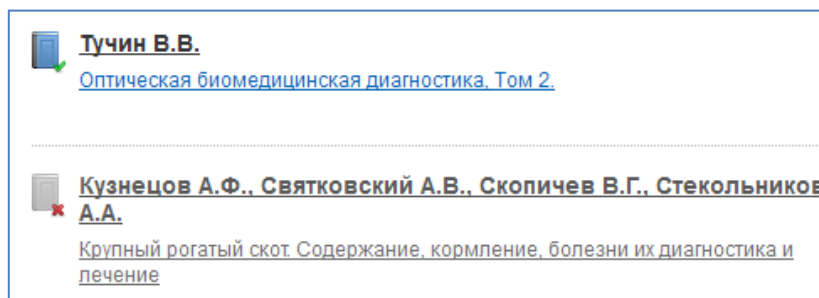 Тучин В.В.
Оптическая биомедицинская диагностика, Том 2.
Кузнецов А.Ф., Святковский А.В., Скопичев В.Г., Стекольников
А.А.
Крупный рогатый скот. Содержание, кормление, болезни их диагностика и
лечение